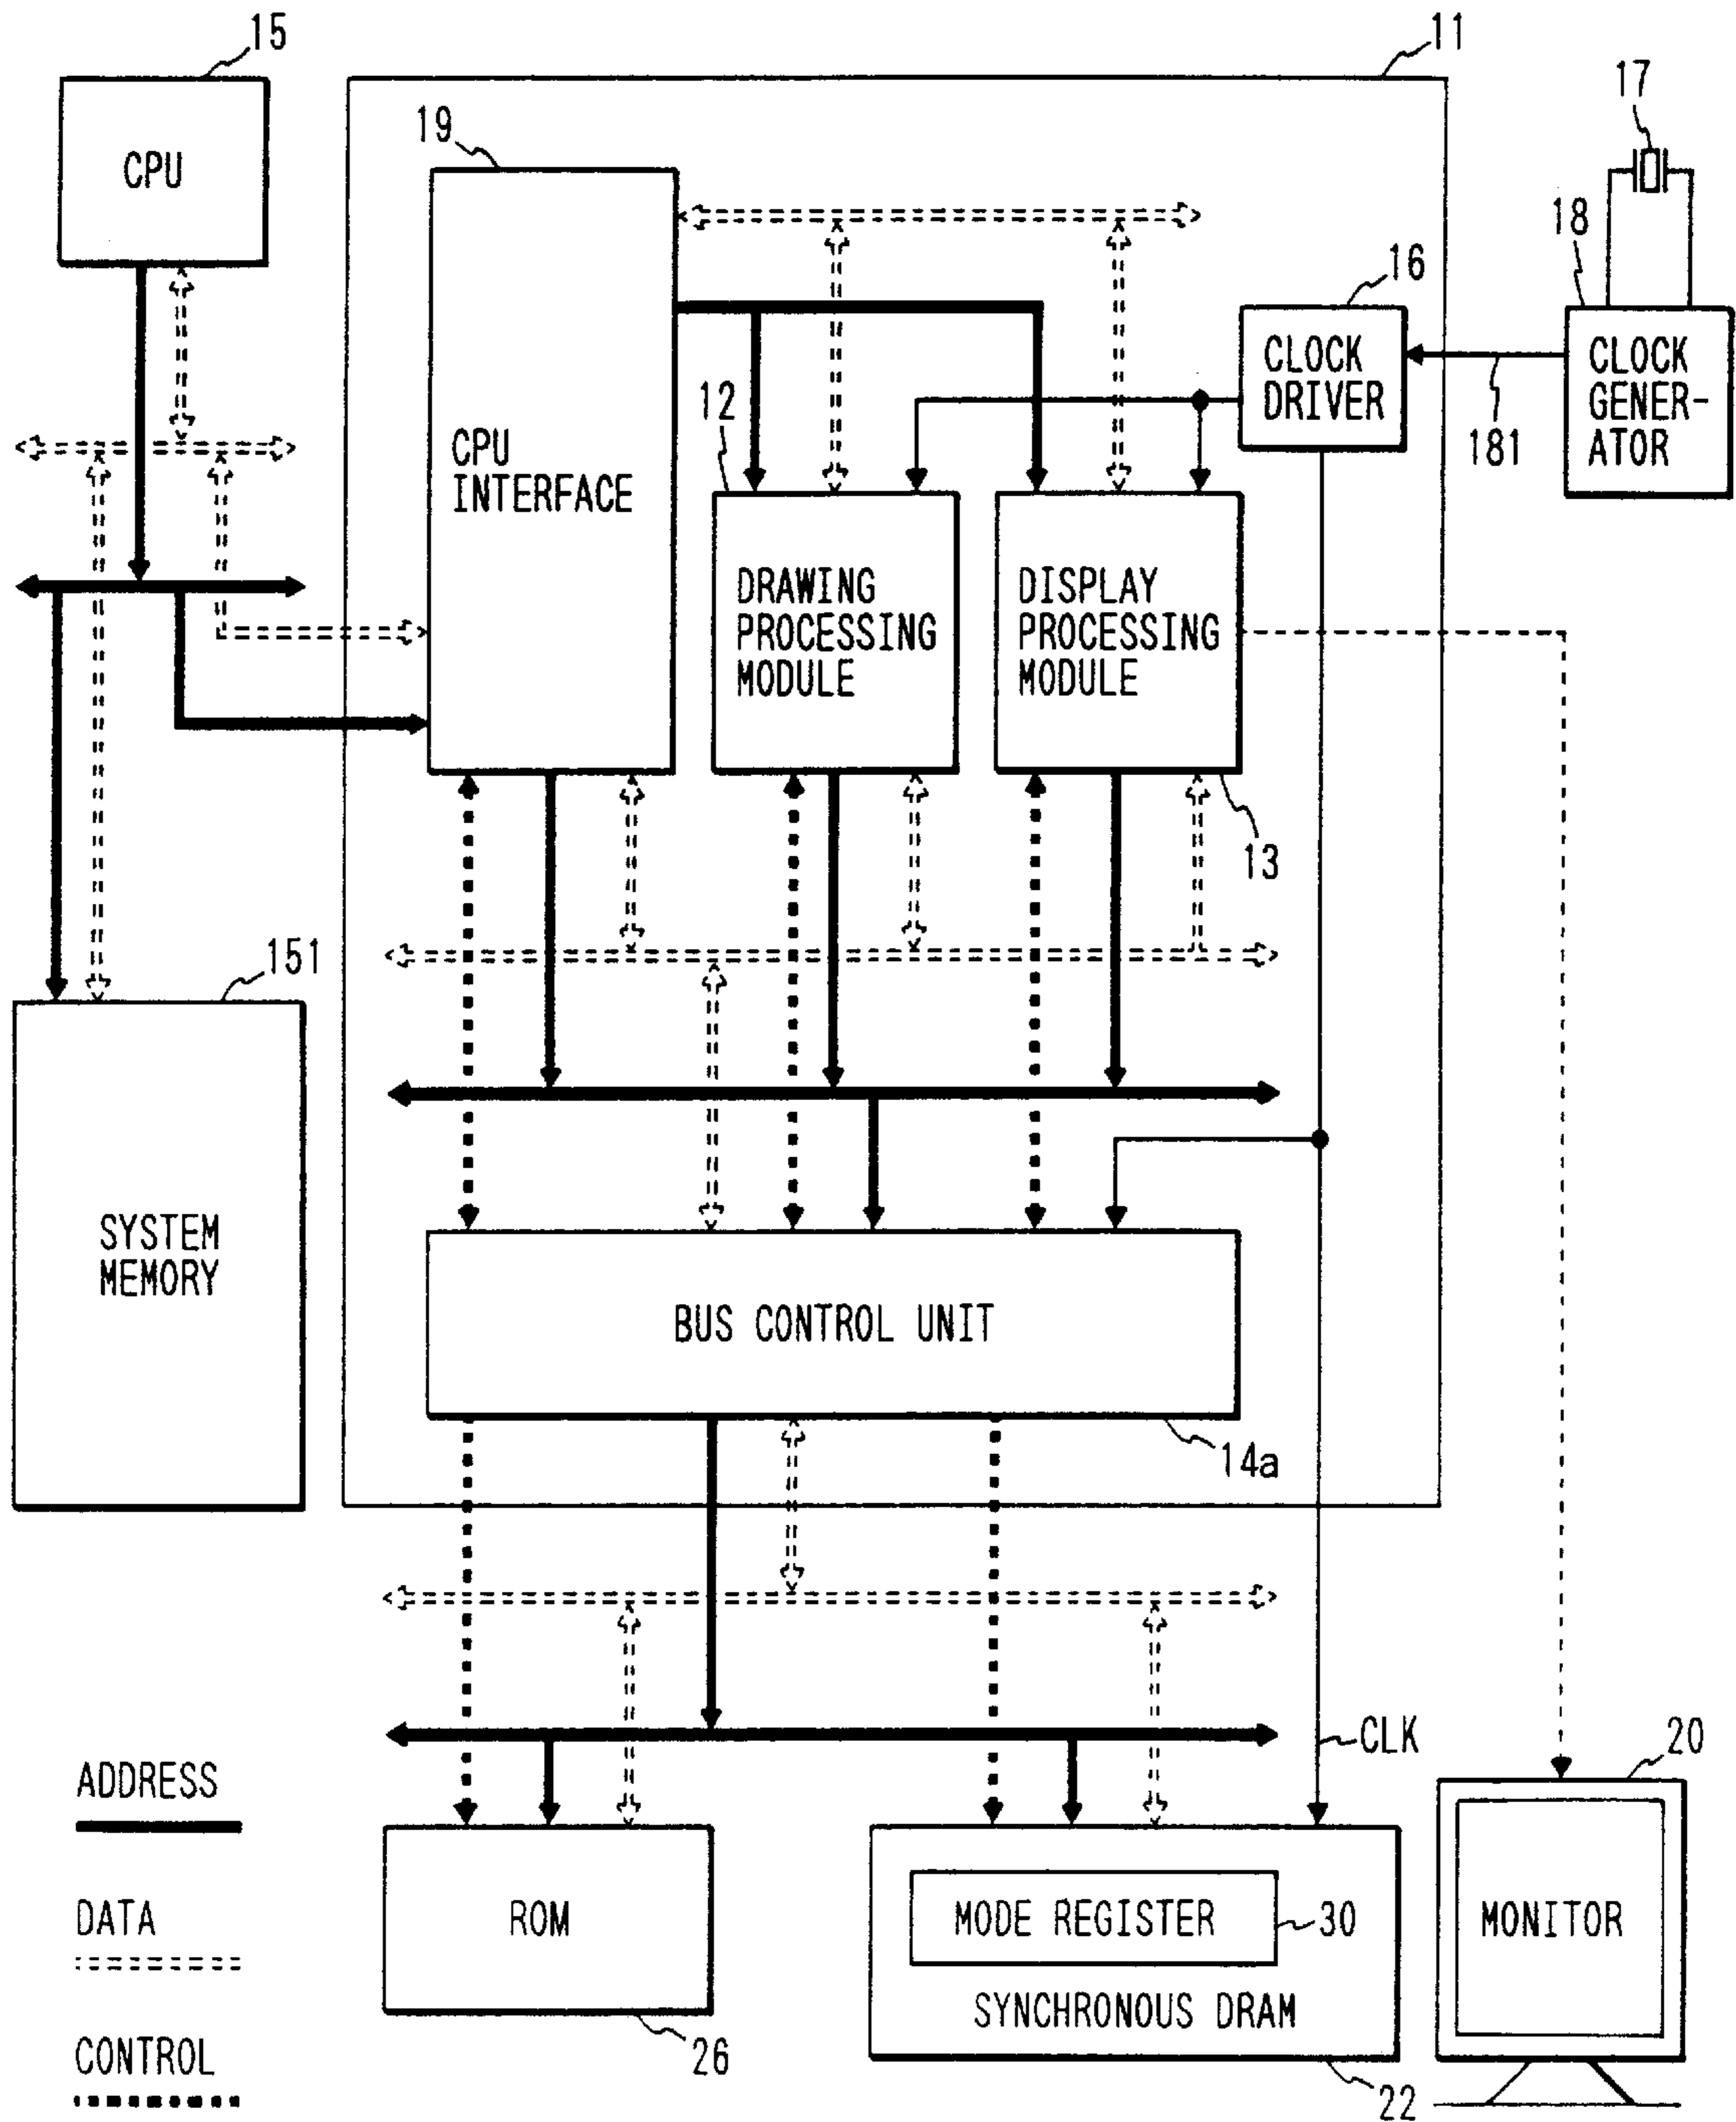 15
11
17
CPU
19
18
16
CLOCK
DRIVER
CLOCK
GENER-
ATOR
181
12
CPU
INTERFACE
DRAWING
PROCESSING
MODULE
DISPLAY
PROCESSING
MODULE
13
151
SYSTEM
MEMORY
BUS CONTROL UNIT
14a
CLK
20
ADDRESS
DATA
CONTROL
ROM
26
MODE REGISTER
30
SYNCHRONOUS DRAM
22
MONITOR